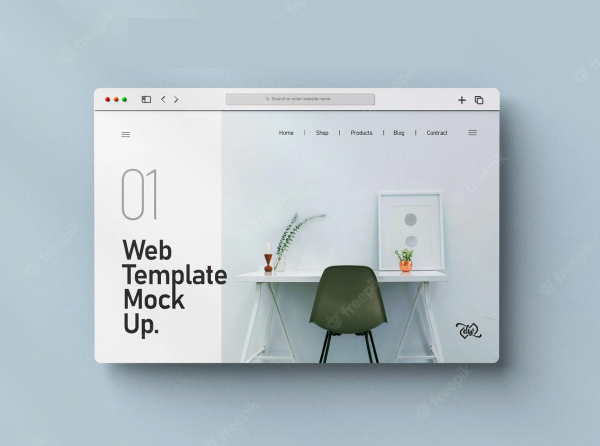 Search or enter website name
Home | Shop | Products | Blog | Contract
01
Web
Template
Mock
Up.
freepik